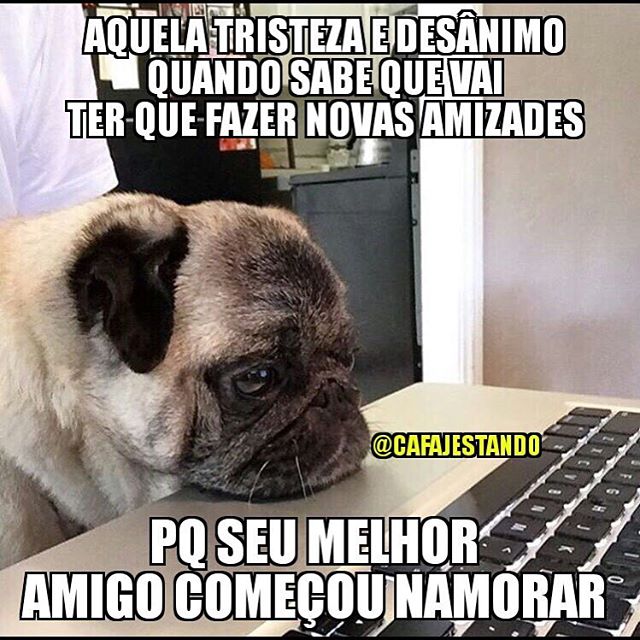 AQUELA TRISTEZA E DESÂNIMO
QUANDO SABE QUE VAI
TER QUE FAZER NOVAS AMIZADES
@CAFAJESTANDO
PQ SEU MELHOR
AMIGO COMEÇOU NAMORAR